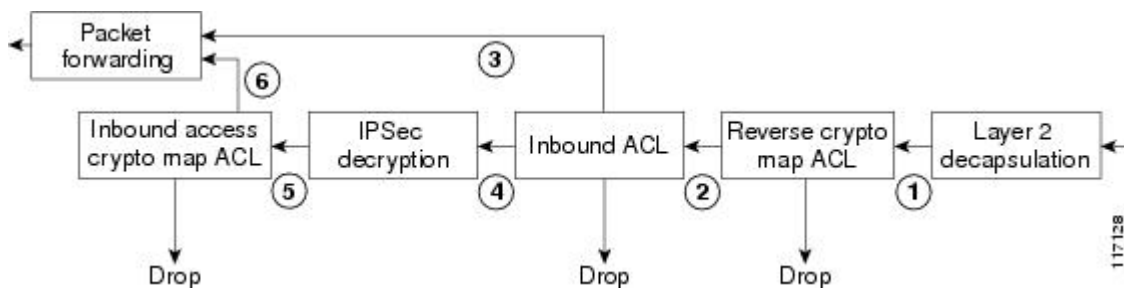 Packet
forwarding
3
6
Inbound access
crypto map ACL
IPSec
decryption
Inbound ACL
Reverse crypto
map ACL
Layer 2
decapsulation
5
4
2
1
Drop
Drop
Drop
117128